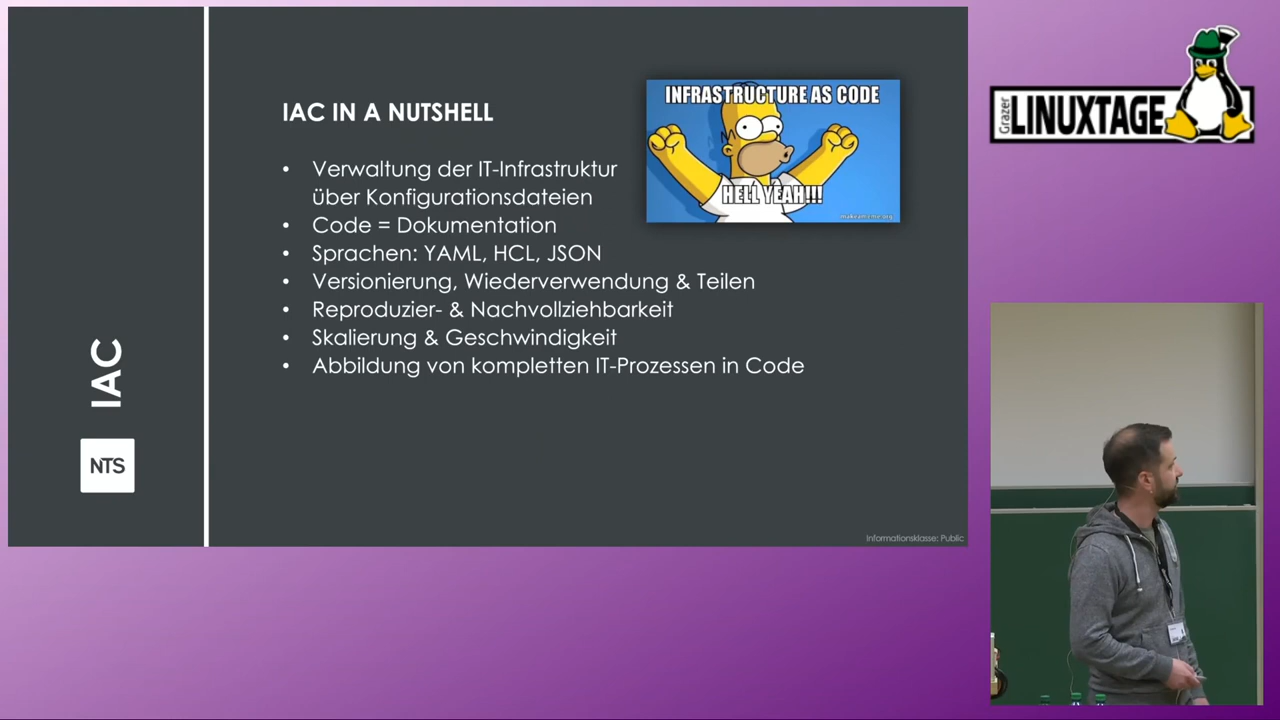 IAC IN A NUTSHELL
INFRASTRUCTURE AS CODE
HELL YEAH!!!
makeameme.org
• Verwaltung der IT-Infrastruktur
über Konfigurationsdateien
• Code = Dokumentation
• Sprachen: YAML, HCL, JSON
• Versionierung, Wiederverwendung & Teilen
• Reproduzier- & Nachvollziehbarkeit
• Skalierung & Geschwindigkeit
• Abbildung von kompletten IT-Prozessen in Code
IAC
NTS
Informationsklasse: Public
Grazer
LINUXTAGE